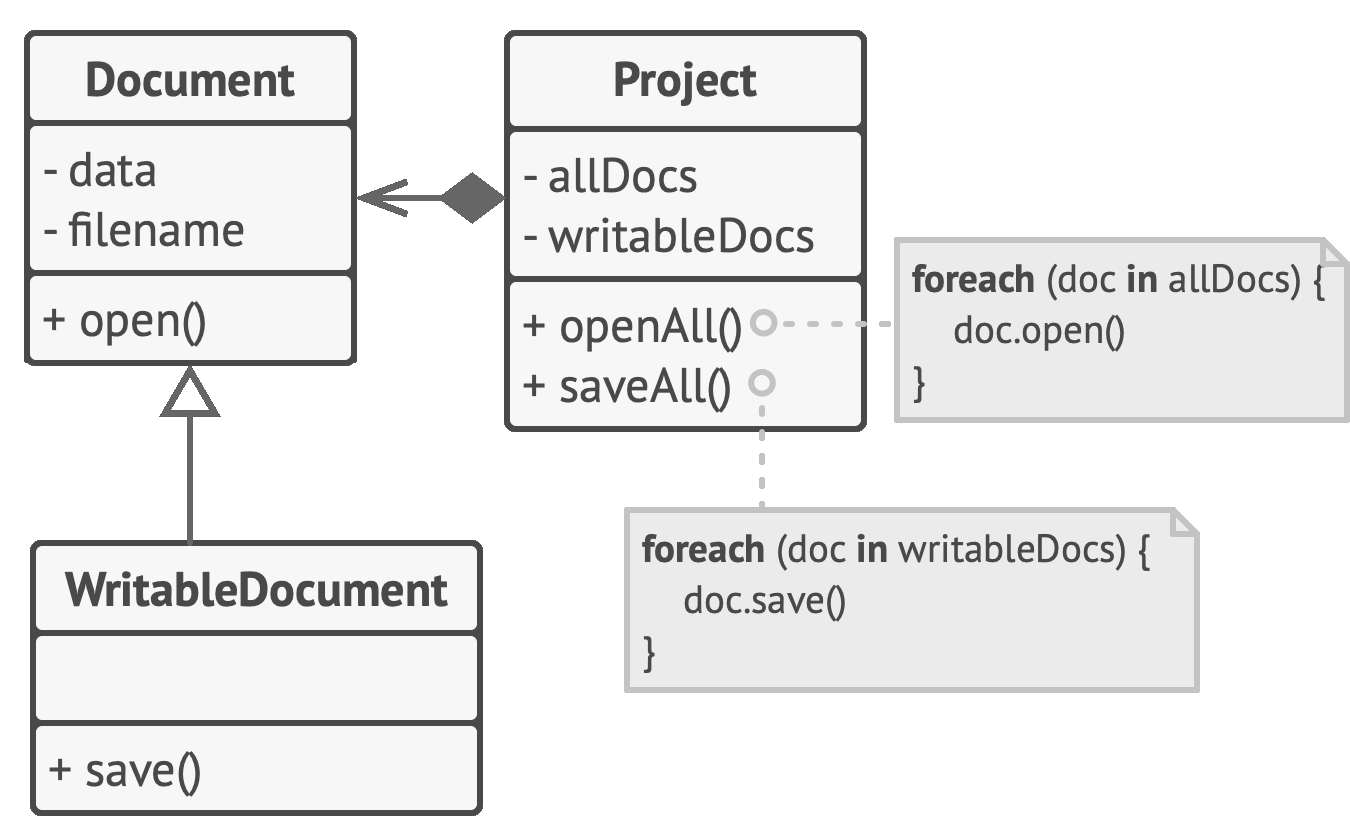 Document
- data
- filename
+ open()
Project
- allDocs
- writableDocs
+ openAll()
+ saveAll()
foreach (doc in allDocs) {
doc.open()
}
foreach (doc in writableDocs) {
doc.save()
}
WritableDocument
+ save()